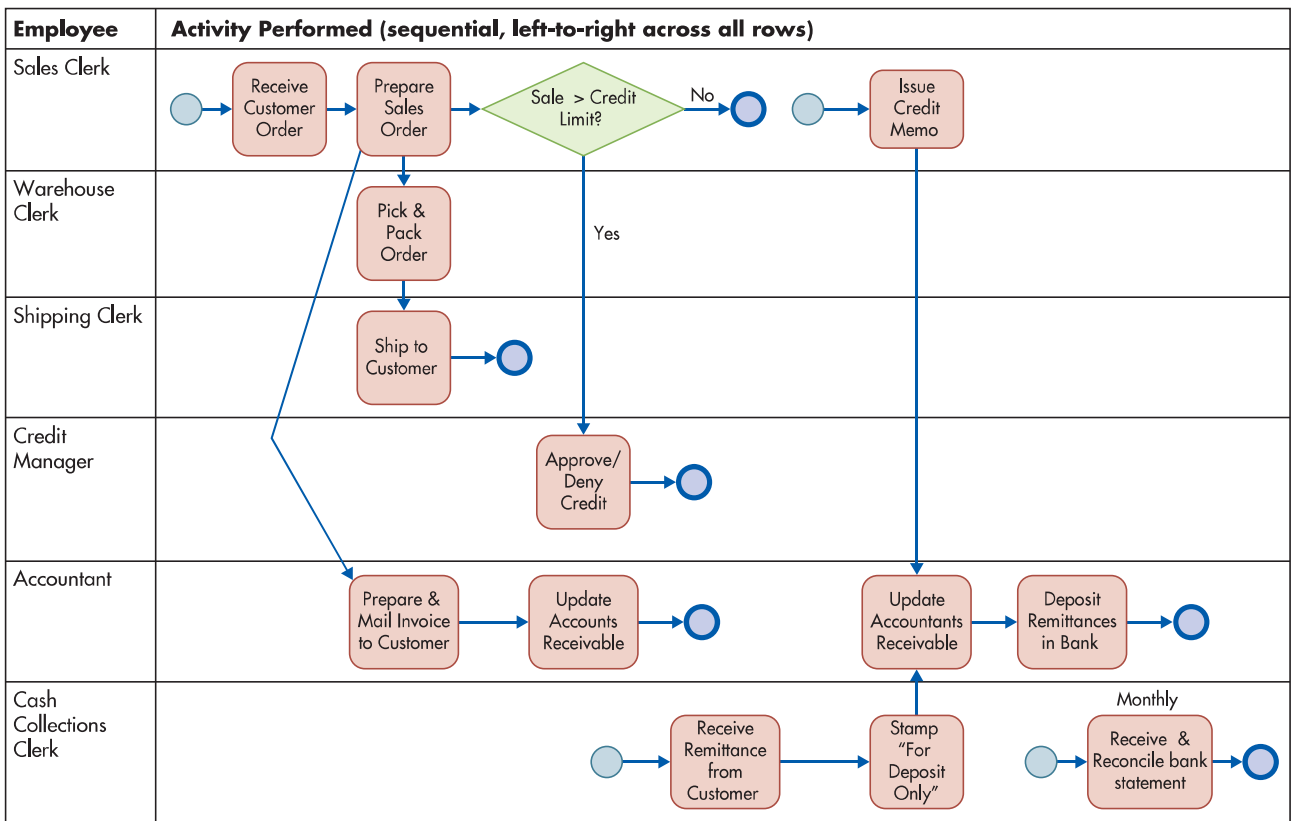 Employee
Activity Performed (sequential, left-to-right across all rows)
Sales Clerk
Receive
Customer
Order
Prepare
Sales
Order
Sale > Credit
Limit?
No
Issue
Credit
Memo
Warehouse
Clerk
Pick &
Pack
Order
Yes
Shipping Clerk
Ship to
Customer
Credit
Manager
Approve/
Deny
Credit
Accountant
Prepare &
Mail Invoice
to Customer
Update
Accounts
Receivable
Update
Accountants
Receivable
Deposit
Remittances
in Bank
Cash
Collections
Clerk
Receive
Remittance
from
Customer
Stamp
“For
Deposit
Only”
Monthly
Receive &
Reconcile bank
statement